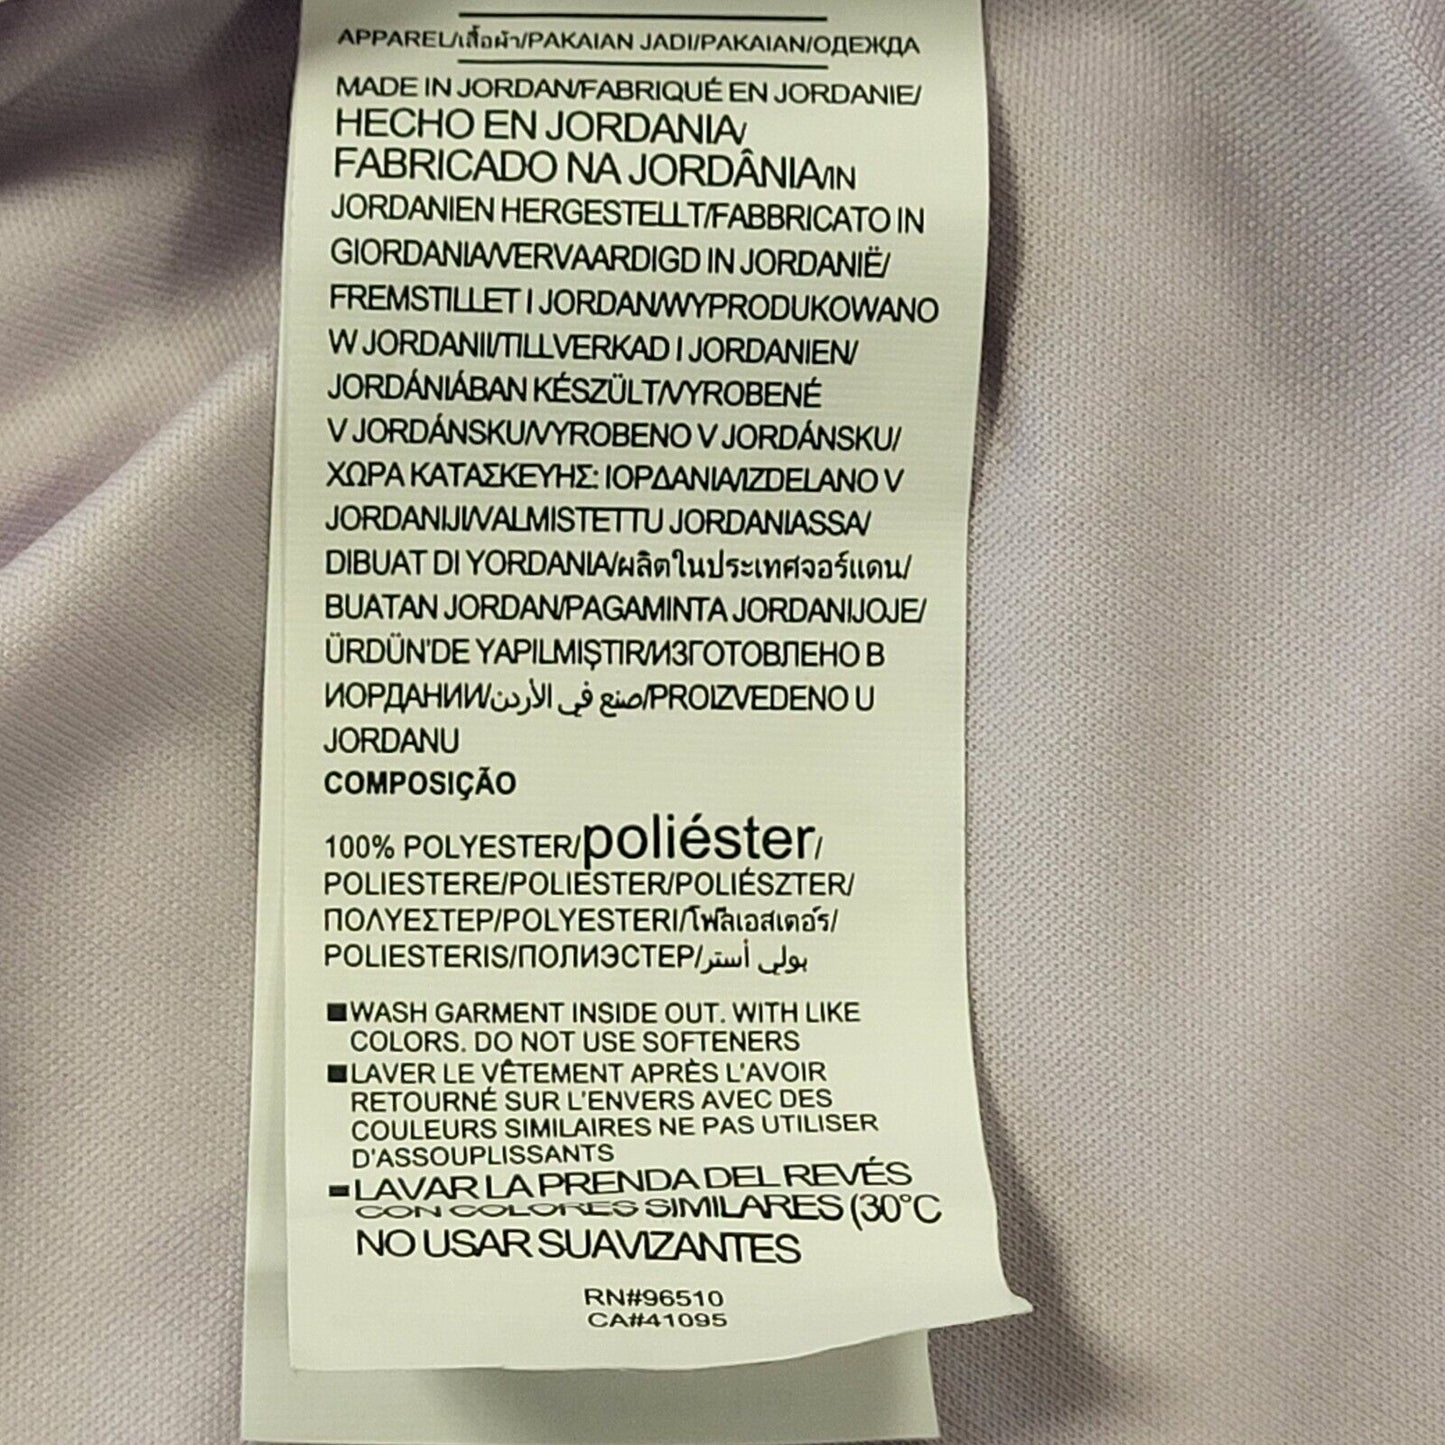 APPAREL/เสื้อผ้า/PAKAIAN JADI/PAKAIAN/ОДЕЖДА
MADE IN JORDAN/FABRIQUÉ EN JORDANIE/
HECHO EN JORDANIA/
FABRICADO NA JORDÂNIA/IN
JORDANIEN HERGESTELLT/FABBRICATO IN
GIORDANIA/VERVAARDIGD IN JORDANIË/
FREMSTILLET I JORDAN/WYPRODUKOWANO
W JORDANII/TILLVERKAD I JORDANIEN/
JORDÁNIÁBAN KÉSZÜLT/VYROBENÉ
V JORDÁNSKU/VYROBENO V JORDÁNSKU/
ΧΩΡΑ ΚΑΤΑΣΚΕΥΗΣ: ΙΟΡΔΑΝΙΑ/IZDELANO V
JORDANIJI/VALMISTETTU JORDANIASSA/
DIBUAT DI YORDANIA/ผลิตในประเทศจอร์แดน/
BUATAN JORDAN/PAGAMINTA JORDANIJOJE/
ÜRDÜN'DE YAPILMIŞTIR/ИЗГОТОВЛЕНО В
ИОРДАНИИ/صنع في الأردن/PROIZVEDENO U
JORDANU
COMPOSIÇÃO
100% POLYESTER/poliéster/
POLIESTERE/POLIESTER/POLIÉSZTER/
ΠΟΛΥΕΣΤΕΡ/POLYESTERI/โพลีเอสเตอร์/
POLIESTERIS/ПОЛИЭСТЕР/بولي أستر
■WASH GARMENT INSIDE OUT. WITH LIKE
COLORS. DO NOT USE SOFTENERS
■LAVER LE VÊTEMENT APRÈS L'AVOIR
RETOURNÉ SUR L'ENVERS AVEC DES
COULEURS SIMILAIRES NE PAS UTILISER
D'ASSOUPLISSANTS
■LAVAR LA PRENDA DEL REVÉS
CON COLORES SIMILARES (30°C
NO USAR SUAVIZANTES
RN#96510
CA#41095